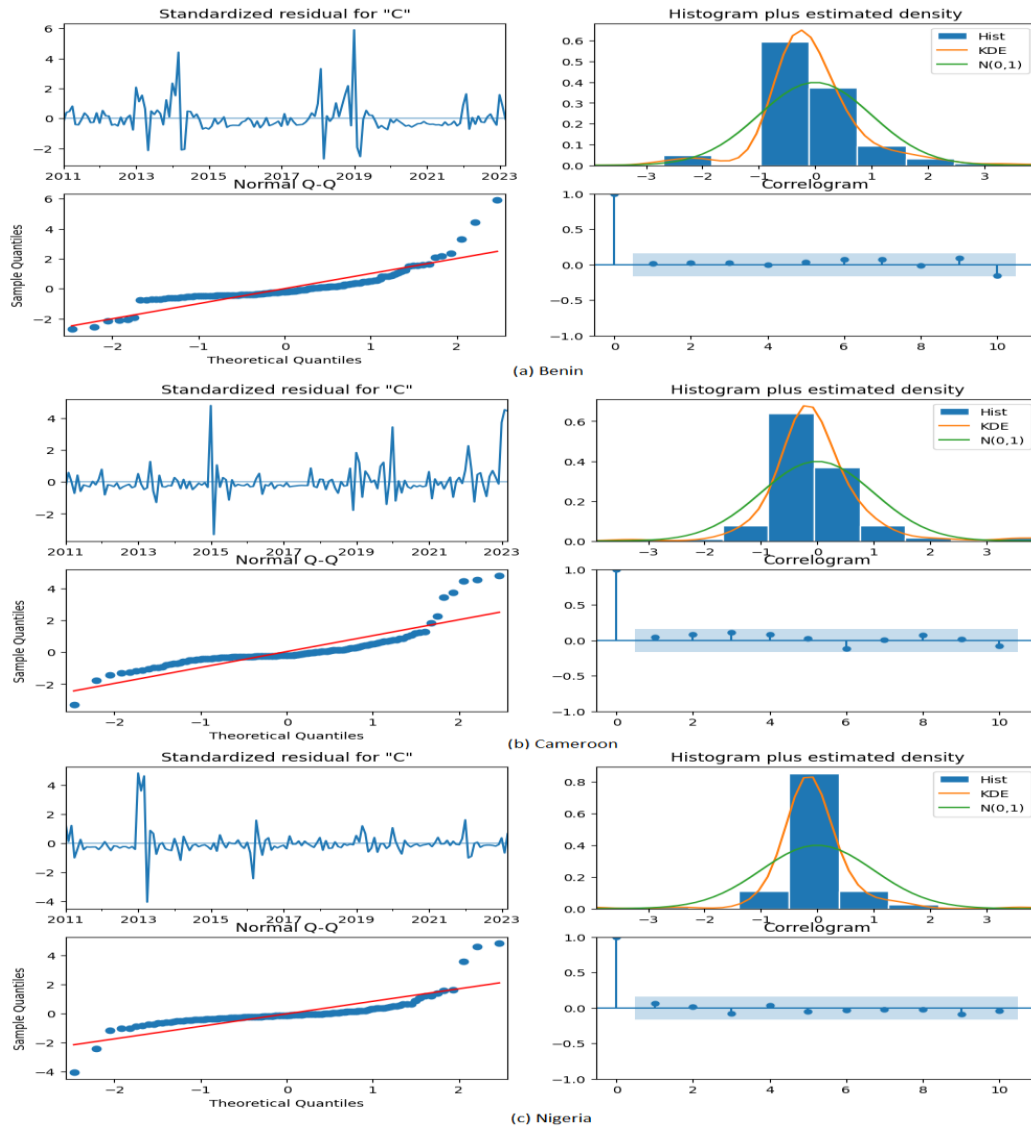 Standardized residual for "C"
Histogram plus estimated density
6
4
2
0
−2
2011 2013 2015 2017 2019 2021 2023
0.6
0.5
0.4
0.3
0.2
0.1
0.0
Hist
KDE
N(0,1)
−3 −2 −1 0 1 2 3
Normal Q-Q
Correlogram
Sample Quantiles
6
4
2
0
−2
−2 −1 0 1 2
Theoretical Quantiles
1.0
0.5
0.0
−0.5
−1.0
0 2 4 6 8 10
(a) Benin
Standardized residual for "C"
Histogram plus estimated density
4
2
0
−2
2011 2013 2015 2017 2019 2021 2023
0.6
0.4
0.2
0.0
Hist
KDE
N(0,1)
−3 −2 −1 0 1 2 3
Normal Q-Q
Correlogram
Sample Quantiles
4
2
0
−2
−2 −1 0 1 2
Theoretical Quantiles
1.0
0.5
0.0
−0.5
−1.0
0 2 4 6 8 10
(b) Cameroon
Standardized residual for "C"
Histogram plus estimated density
4
2
0
−2
−4
2011 2013 2015 2017 2019 2021 2023
0.8
0.6
0.4
0.2
0.0
Hist
KDE
N(0,1)
−3 −2 −1 0 1 2 3
Normal Q-Q
Correlogram
Sample Quantiles
4
2
0
−2
−4
−2 −1 0 1 2
Theoretical Quantiles
1.0
0.5
0.0
−0.5
−1.0
0 2 4 6 8 10
(c) Nigeria